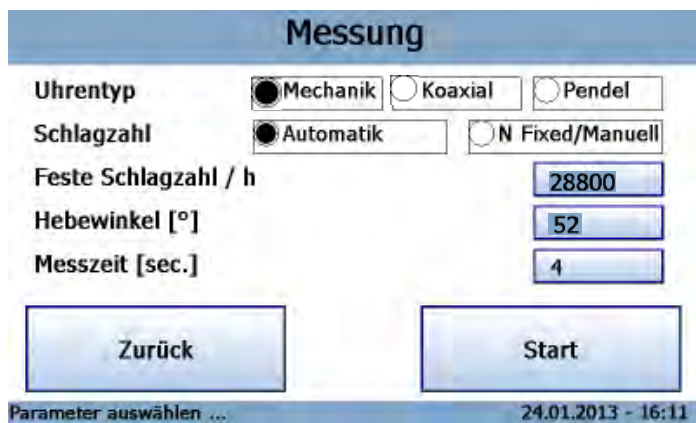 Messung
Uhrentyp Mechanik Koaxial Pendel
Schlagzahl Automatik N Fixed/Manuell
Feste Schlagzahl / h 28800
Hebewinkel [°] 52
Messzeit [sec.] 4
Zurück Start
Parameter auswählen ... 24.01.2013 - 16:11